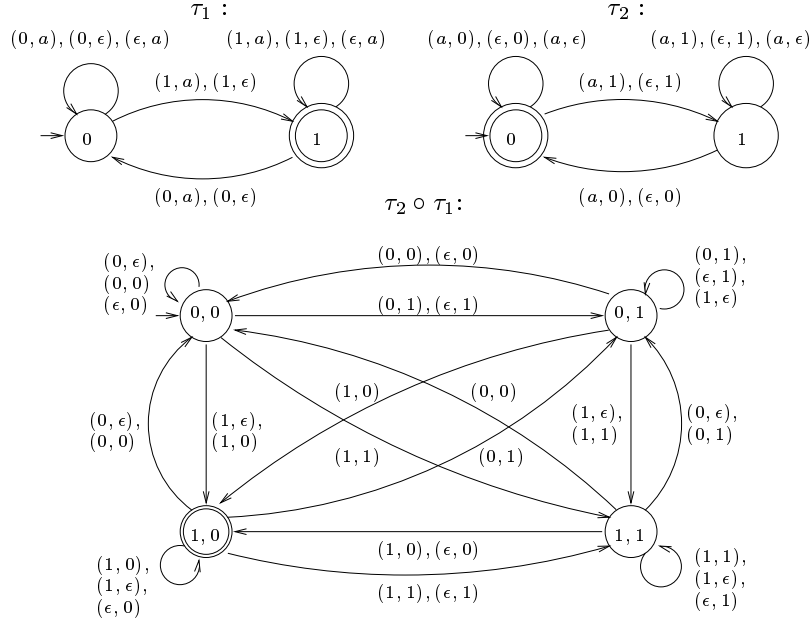 τ₁ :
τ₂ :
(0, a), (0, ϵ), (ϵ, a)
(1, a), (1, ϵ), (ϵ, a)
(a, 0), (ϵ, 0), (a, ϵ)
(a, 1), (ϵ, 1), (a, ϵ)
(1, a), (1, ϵ)
(a, 1), (ϵ, 1)
0
1
0
1
(0, a), (0, ϵ)
(a, 0), (ϵ, 0)
τ₂ ∘ τ₁:
(0, ϵ),
(0, 0)
(ϵ, 0)
(0, 0), (ϵ, 0)
(0, 1),
(ϵ, 1),
(1, ϵ)
0, 0
(0, 1), (ϵ, 1)
0, 1
(0, ϵ),
(0, 0)
(1, ϵ),
(1, 0)
(1, 0)
(0, 0)
(1, ϵ),
(1, 1)
(0, ϵ),
(0, 1)
(1, 1)
(0, 1)
1, 0
(1, 0), (ϵ, 0)
1, 1
(1, 0),
(1, ϵ),
(ϵ, 0)
(1, 1), (ϵ, 1)
(1, 1),
(1, ϵ),
(ϵ, 1)